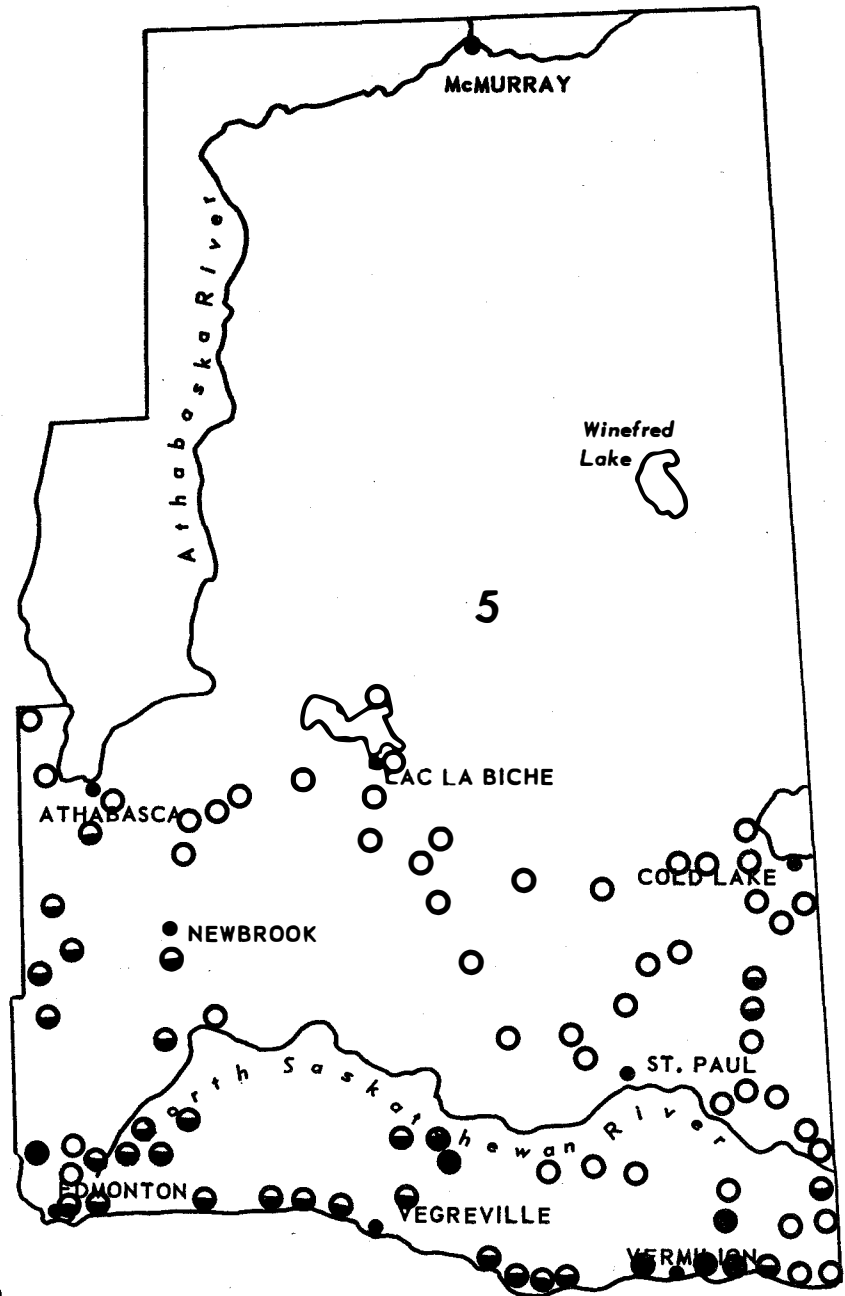 McMURRAY
Athabaska River
Winefred
Lake
5
LAC LA BICHE
ATHABASCA
COLD LAKE
NEWBROOK
ST. PAUL
North Saskatchewan River
EDMONTON
VEGREVILLE
VERMILION